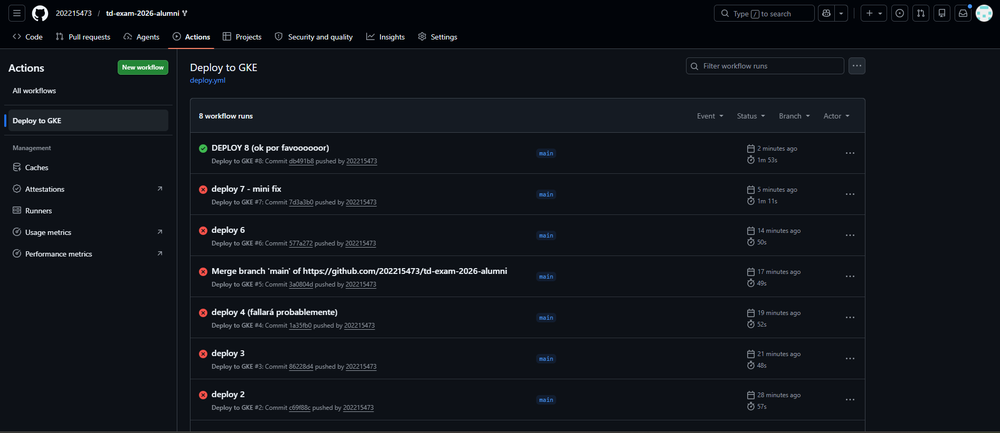 202215473 / td-exam-2026-alumni
Type / to search
Code Pull requests Agents Actions Projects Security and quality Insights Settings
Actions
New workflow
All workflows
Deploy to GKE
Management
Caches
Attestations
Runners
Usage metrics
Performance metrics
Deploy to GKE
deploy.yml
Filter workflow runs
8 workflow runs
Event Status Branch Actor
DEPLOY 8 (ok por favoooooor)
Deploy to GKE #8: Commit db491b8 pushed by 202215473
main
2 minutes ago
1m 53s
deploy 7 - mini fix
Deploy to GKE #7: Commit 7d3a3b0 pushed by 202215473
main
5 minutes ago
1m 11s
deploy 6
Deploy to GKE #6: Commit 577a272 pushed by 202215473
main
14 minutes ago
50s
Merge branch 'main' of https://github.com/202215473/td-exam-2026-alumni
Deploy to GKE #5: Commit 3a0804d pushed by 202215473
main
17 minutes ago
49s
deploy 4 (fallará probablemente)
Deploy to GKE #4: Commit 1a35fb0 pushed by 202215473
main
19 minutes ago
52s
deploy 3
Deploy to GKE #3: Commit 86228d4 pushed by 202215473
main
21 minutes ago
48s
deploy 2
Deploy to GKE #2: Commit c69f88c pushed by 202215473
main
28 minutes ago
57s